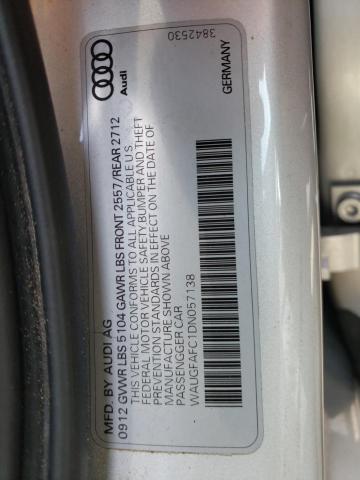 Audi
3842530
GERMANY
MFD. BY AUDI AG
0912 GVWR LBS 5104 GAWR LBS FRONT 2557/REAR 2712
THIS VEHICLE CONFORMS TO ALL APPLICABLE U S
FEDERAL MOTOR VEHICLE SAFETY BUMPER AND THEFT
PREVENTION STANDARDS IN EFFECT ON THE DATE OF
MANUFACTURE SHOWN ABOVE
PASSENGGER CAR
WAUGFAFC1DN057138